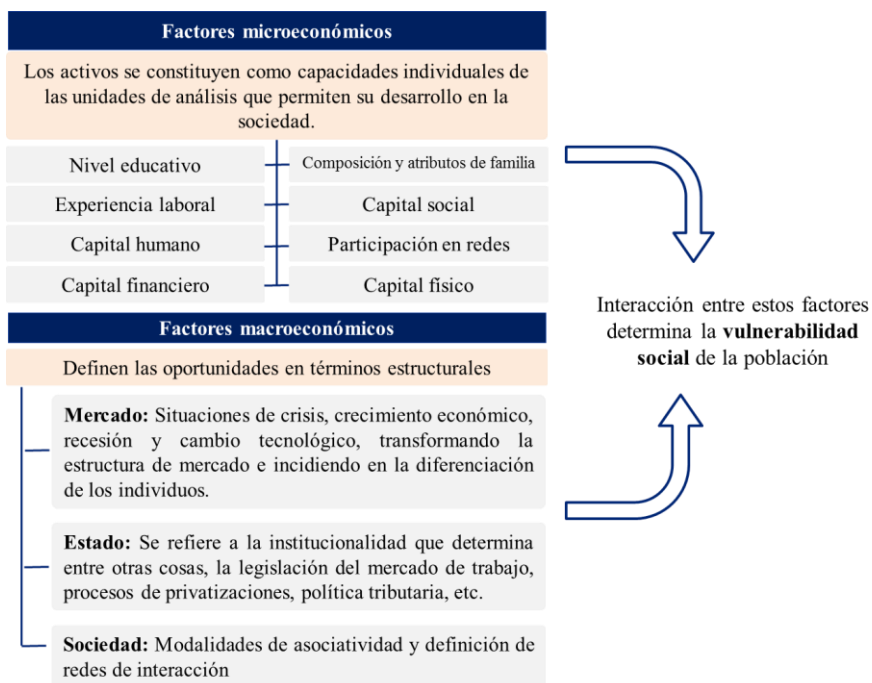 Factores microeconómicos
Los activos se constituyen como capacidades individuales de
las unidades de análisis que permiten su desarrollo en la
sociedad.
Nivel educativo
Composición y atributos de familia
Experiencia laboral
Capital social
Capital humano
Participación en redes
Capital financiero
Capital físico
Factores macroeconómicos
Definen las oportunidades en términos estructurales
Mercado: Situaciones de crisis, crecimiento económico,
recesión y cambio tecnológico, transformando la
estructura de mercado e incidiendo en la diferenciación
de los individuos.
Estado: Se refiere a la institucionalidad que determina
entre otras cosas, la legislación del mercado de trabajo,
procesos de privatizaciones, política tributaria, etc.
Sociedad: Modalidades de asociatividad y definición de
redes de interacción
Interacción entre estos factores
determina la vulnerabilidad
social de la población